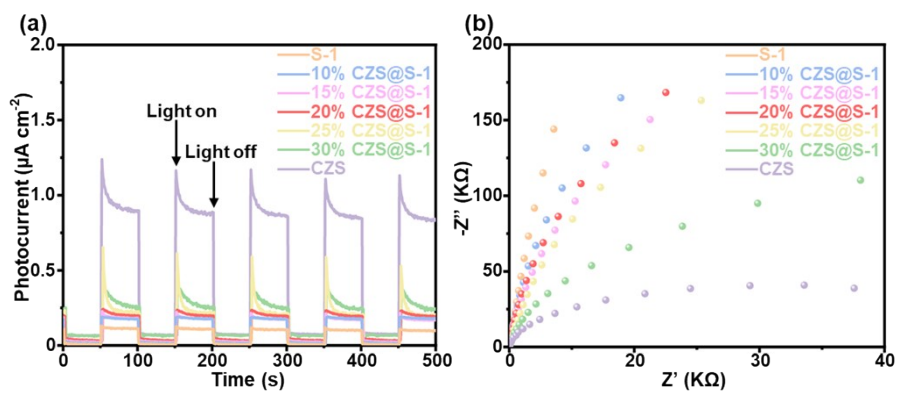 (a)
2.0
1.5
1.0
0.5
0
Photocurrent (μA cm⁻²)
0 100 200 300 400 500
Time (s)
Light on
Light off
S-1
10% CZS@S-1
15% CZS@S-1
20% CZS@S-1
25% CZS@S-1
30% CZS@S-1
CZS
(b)
200
150
100
50
0
-Z’’ (KΩ)
0 10 20 30 40
Z’ (KΩ)
S-1
10% CZS@S-1
15% CZS@S-1
20% CZS@S-1
25% CZS@S-1
30% CZS@S-1
CZS